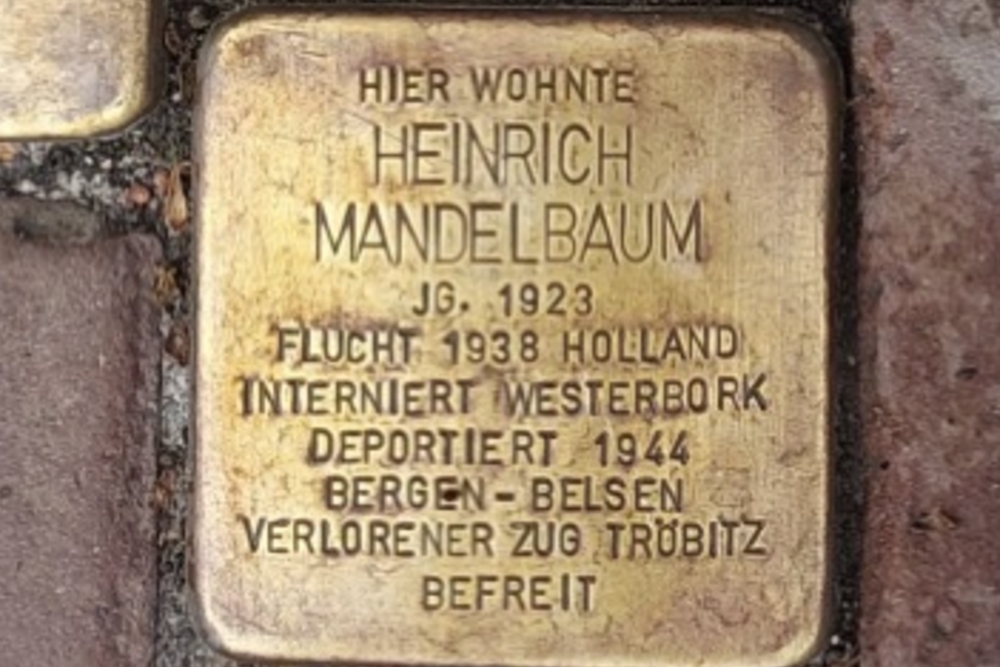 HIER WOHNTE
HEINRICH
MANDELBAUM
JG. 1923
FLUCHT 1938 HOLLAND
INTERNIERT WESTERBORK
DEPORTIERT 1944
BERGEN-BELSEN
VERLORENER ZUG TRÖBITZ
BEFREIT